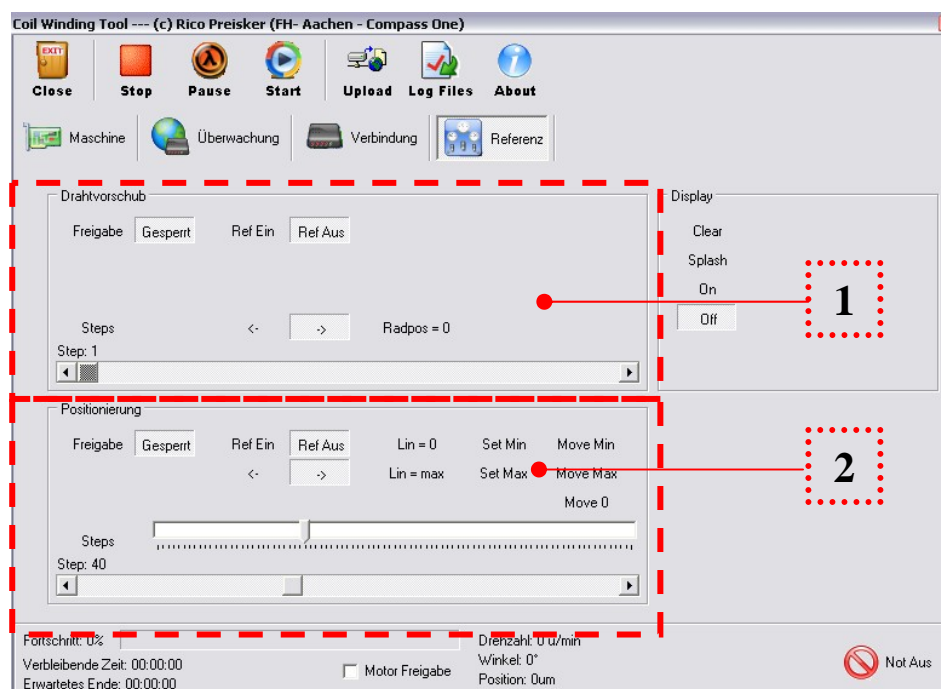 Coil Winding Tool --- (c) Rico Preisker (FH- Aachen - Compass One)
EXIT
Close Stop Pause Start Upload Log Files About
Maschine Überwachung Verbindung Referenz
Drahtvorschub
Freigabe Gesperrt Ref Ein Ref Aus
Steps <- -> Radpos = 0
Step: 1
Display
Clear
Splash
On
Off
1
Positionierung
Freigabe Gesperrt Ref Ein Ref Aus Lin = 0 Set Min Move Min
<- -> Lin = max Set Max Move Max
Move 0
Steps
Step: 40
2
Fortschritt: 0%
Verbleibende Zeit: 00:00:00
Erwartetes Ende: 00:00:00
Motor Freigabe
Drehzahl: 0 u/min
Winkel: 0°
Position: 0um
Not Aus